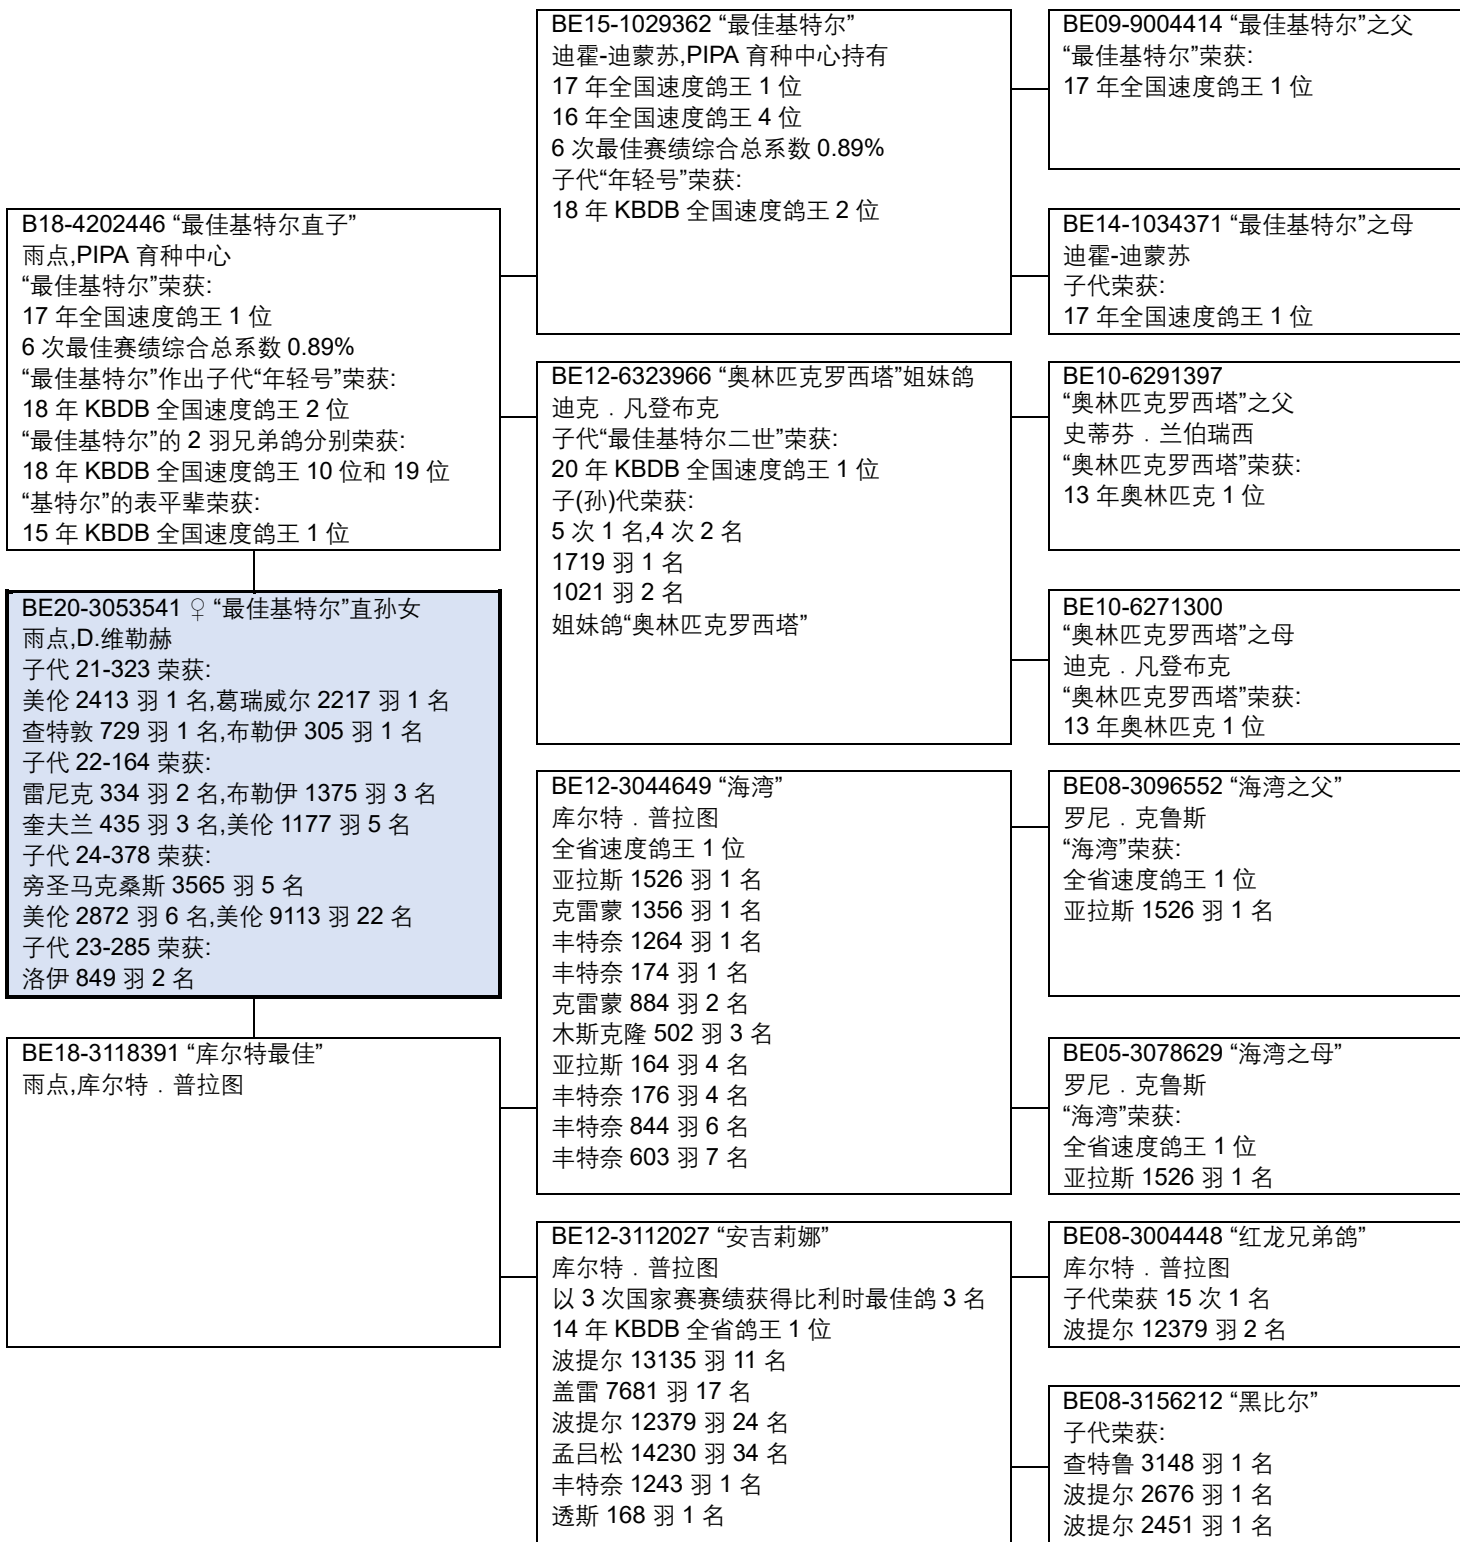 B18-4202446 “最佳基特尔直子”
雨点,PIPA 育种中心
“最佳基特尔”荣获:
17 年全国速度鸽王 1 位
6 次最佳赛绩综合总系数 0.89%
“最佳基特尔”作出子代“年轻号”荣获:
18 年 KBDB 全国速度鸽王 2 位
“最佳基特尔”的 2 羽兄弟鸽分别荣获:
18 年 KBDB 全国速度鸽王 10 位和 19 位
“基特尔”的表平辈荣获:
15 年 KBDB 全国速度鸽王 1 位
BE20-3053541 ♀ “最佳基特尔”直孙女
雨点,D.维勒赫
子代 21-323 荣获:
美伦 2413 羽 1 名,葛瑞威尔 2217 羽 1 名
查特敦 729 羽 1 名,布勒伊 305 羽 1 名
子代 22-164 荣获:
雷尼克 334 羽 2 名,布勒伊 1375 羽 3 名
奎夫兰 435 羽 3 名,美伦 1177 羽 5 名
子代 24-378 荣获:
旁圣马克桑斯 3565 羽 5 名
美伦 2872 羽 6 名,美伦 9113 羽 22 名
子代 23-285 荣获:
洛伊 849 羽 2 名
BE18-3118391 “库尔特最佳”
雨点,库尔特．普拉图
BE15-1029362 “最佳基特尔”
迪霍-迪蒙苏,PIPA 育种中心持有
17 年全国速度鸽王 1 位
16 年全国速度鸽王 4 位
6 次最佳赛绩综合总系数 0.89%
子代“年轻号”荣获:
18 年 KBDB 全国速度鸽王 2 位
BE12-6323966 “奥林匹克罗西塔”姐妹鸽
迪克．凡登布克
子代“最佳基特尔二世”荣获:
20 年 KBDB 全国速度鸽王 1 位
子(孙)代荣获:
5 次 1 名,4 次 2 名
1719 羽 1 名
1021 羽 2 名
姐妹鸽“奥林匹克罗西塔”
BE12-3044649 “海湾”
库尔特．普拉图
全省速度鸽王 1 位
亚拉斯 1526 羽 1 名
克雷蒙 1356 羽 1 名
丰特奈 1264 羽 1 名
丰特奈 174 羽 1 名
克雷蒙 884 羽 2 名
木斯克隆 502 羽 3 名
亚拉斯 164 羽 4 名
丰特奈 176 羽 4 名
丰特奈 844 羽 6 名
丰特奈 603 羽 7 名
BE12-3112027 “安吉莉娜”
库尔特．普拉图
以 3 次国家赛赛绩获得比利时最佳鸽 3 名
14 年 KBDB 全省鸽王 1 位
波提尔 13135 羽 11 名
盖雷 7681 羽 17 名
波提尔 12379 羽 24 名
孟吕松 14230 羽 34 名
丰特奈 1243 羽 1 名
透斯 168 羽 1 名
BE09-9004414 “最佳基特尔”之父
“最佳基特尔”荣获:
17 年全国速度鸽王 1 位
BE14-1034371 “最佳基特尔”之母
迪霍-迪蒙苏
子代荣获:
17 年全国速度鸽王 1 位
BE10-6291397
“奥林匹克罗西塔”之父
史蒂芬．兰伯瑞西
“奥林匹克罗西塔”荣获:
13 年奥林匹克 1 位
BE10-6271300
“奥林匹克罗西塔”之母
迪克．凡登布克
“奥林匹克罗西塔”荣获:
13 年奥林匹克 1 位
BE08-3096552 “海湾之父”
罗尼．克鲁斯
“海湾”荣获:
全省速度鸽王 1 位
亚拉斯 1526 羽 1 名
BE05-3078629 “海湾之母”
罗尼．克鲁斯
“海湾”荣获:
全省速度鸽王 1 位
亚拉斯 1526 羽 1 名
BE08-3004448 “红龙兄弟鸽”
库尔特．普拉图
子代荣获 15 次 1 名
波提尔 12379 羽 2 名
BE08-3156212 “黑比尔”
子代荣获:
查特鲁 3148 羽 1 名
波提尔 2676 羽 1 名
波提尔 2451 羽 1 名